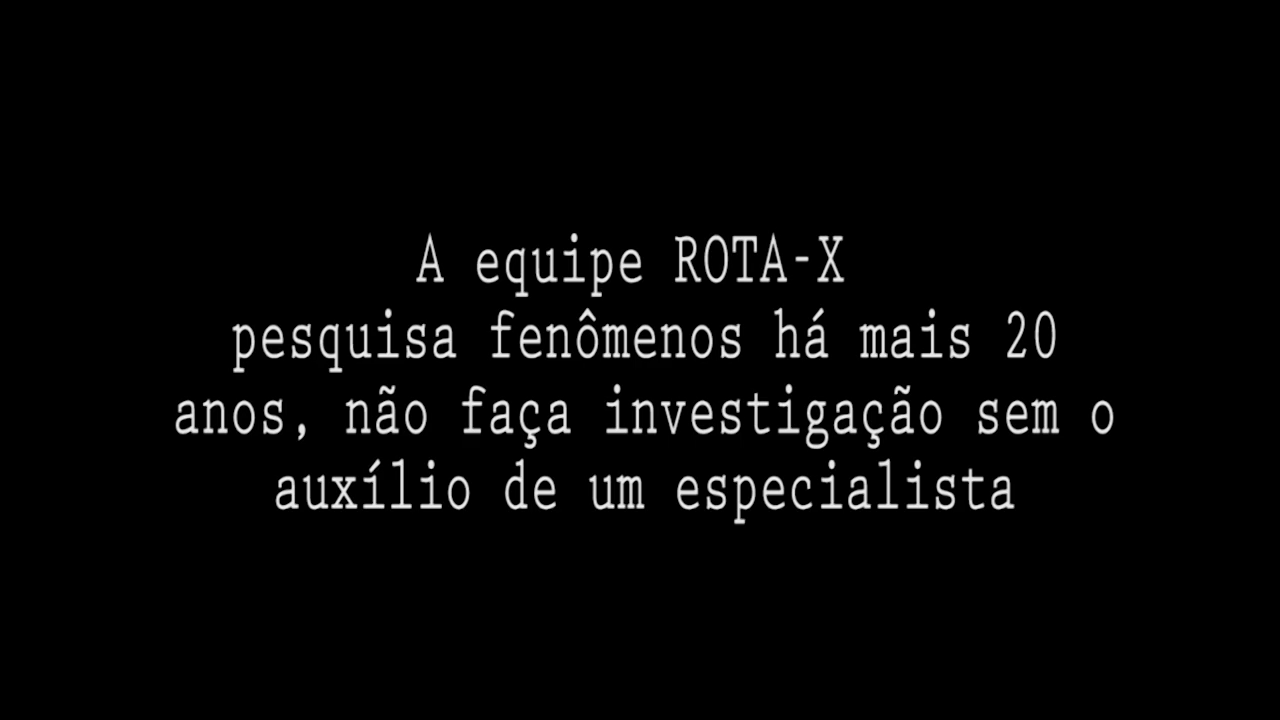 A equipe ROTA-X
pesquisa fenômenos há mais 20
anos, não faça investigação sem o
auxílio de um especialista